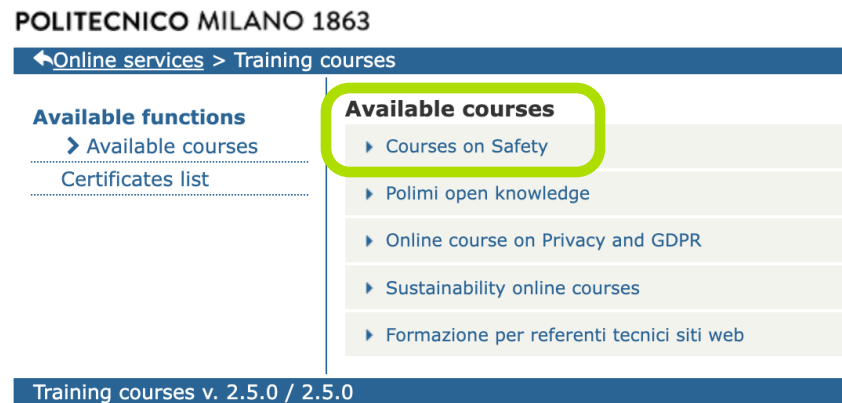 POLITECNICO MILANO 1863
Online services > Training courses
Available functions
Available courses
Certificates list
Available courses
Courses on Safety
Polimi open knowledge
Online course on Privacy and GDPR
Sustainability online courses
Formazione per referenti tecnici siti web
Training courses v. 2.5.0 / 2.5.0